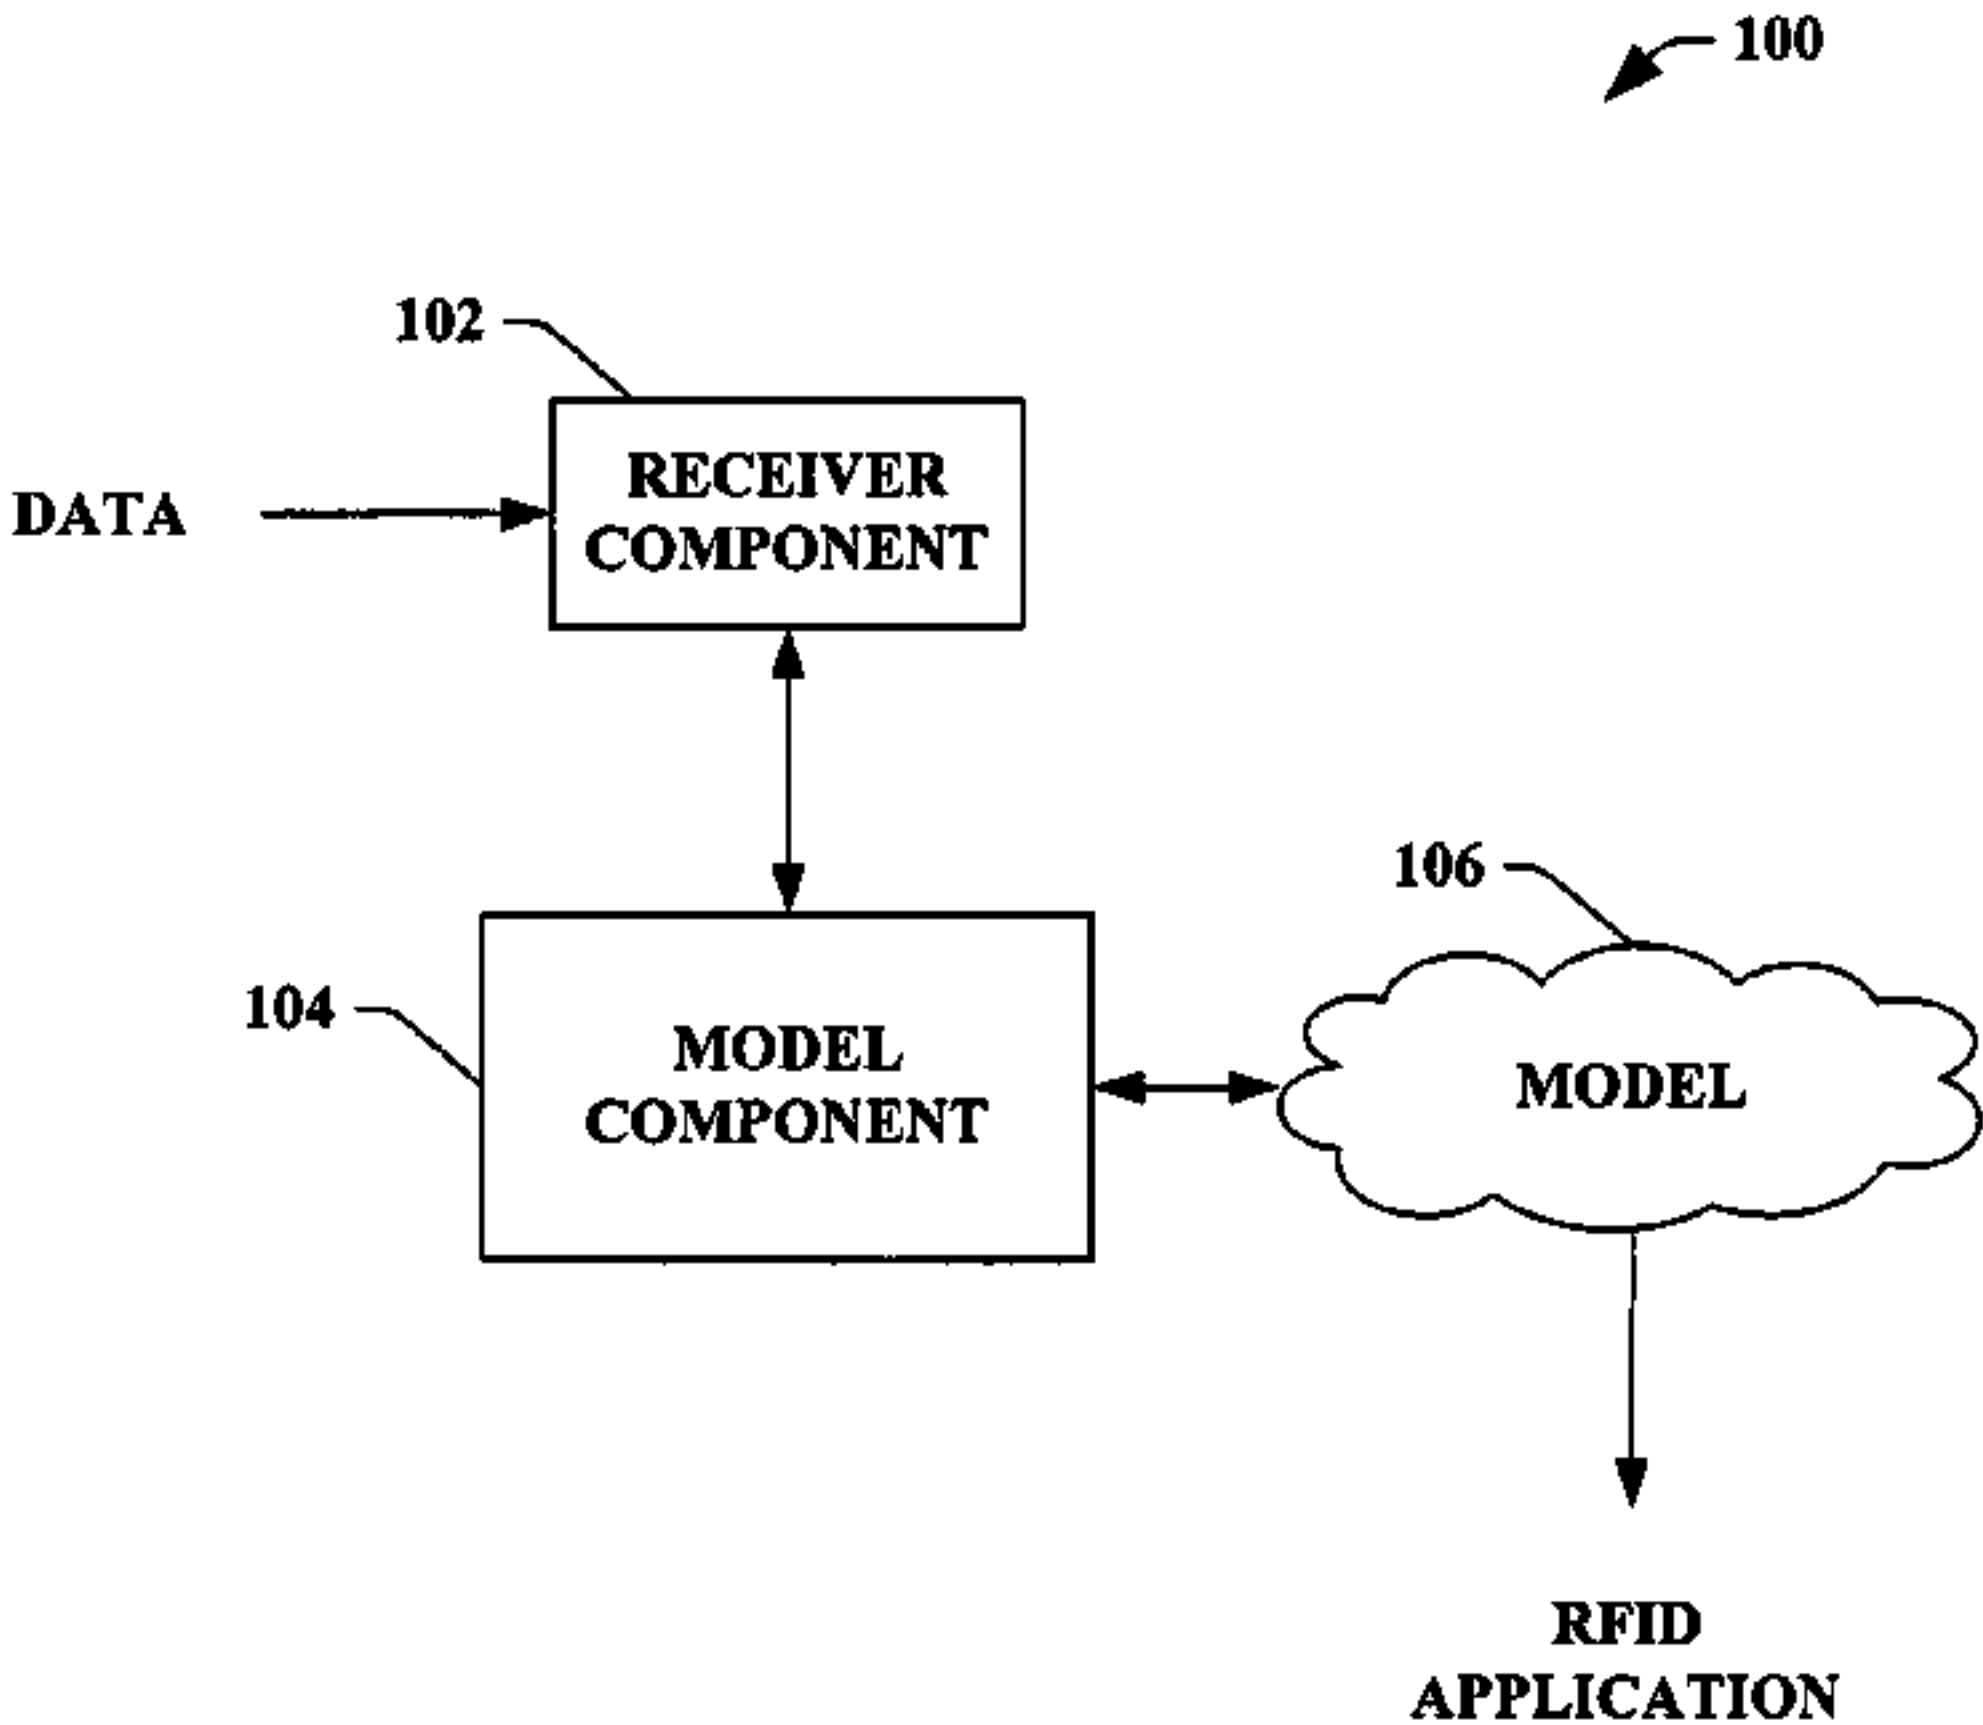 100
102
RECEIVER
COMPONENT
DATA
106
104
MODEL
COMPONENT
MODEL
RFID
APPLICATION